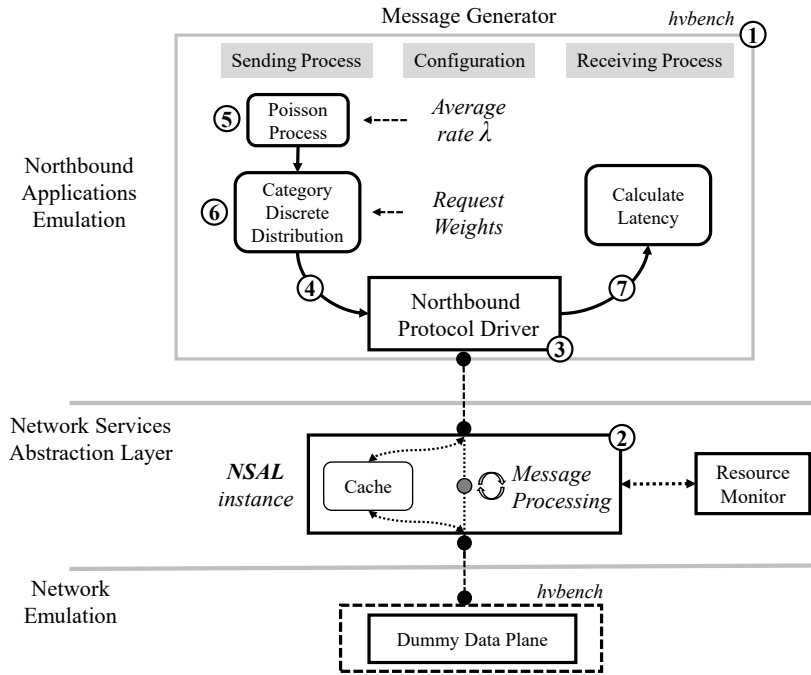 Message Generator
hvbench
1
Sending Process
Configuration
Receiving Process
5
Poisson
Process
Average
rate λ
Northbound
Applications
Emulation
6
Category
Discrete
Distribution
Request
Weights
Calculate
Latency
4
7
Northbound
Protocol Driver
3
Network Services
Abstraction Layer
2
NSAL
instance
Cache
Message
Processing
Resource
Monitor
Network
Emulation
hvbench
Dummy Data Plane